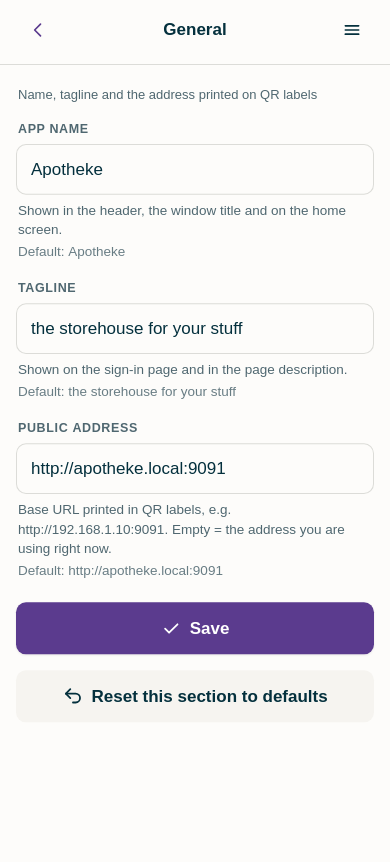 General
Name, tagline and the address printed on QR labels
APP NAME
Apotheke
Shown in the header, the window title and on the home
screen.
Default: Apotheke
TAGLINE
the storehouse for your stuff
Shown on the sign-in page and in the page description.
Default: the storehouse for your stuff
PUBLIC ADDRESS
http://apotheke.local:9091
Base URL printed in QR labels, e.g.
http://192.168.1.10:9091. Empty = the address you are
using right now.
Default: http://apotheke.local:9091
Save
Reset this section to defaults